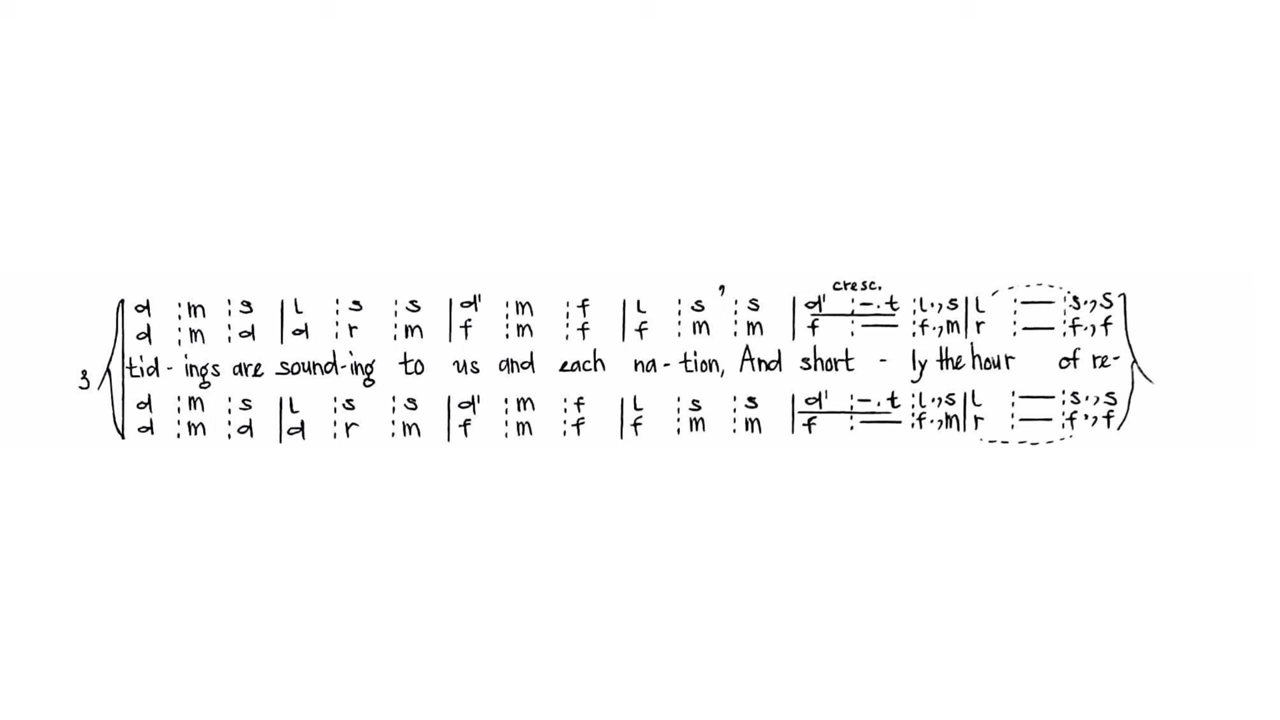 cresc.
d :m :s |l :s :s |d' :m :f |l :s ' :s |d' :-.t :l.,s |l :— :s.,s
d :m :d |d :r :m |f :m :f |f :m :m |f :— :f.,m |r :— :f.,f
3 tid- ings are sound-ing to us and each na-tion, And short - ly the hour of re-
d :m :s |l :s :s |d' :m :f |l :s :s |d' :-.t :l.,s |l :— :s.,s
d :m :d |d :r :m |f :m :f |f :m :m |f :— :f.,m |r :— :f.,f